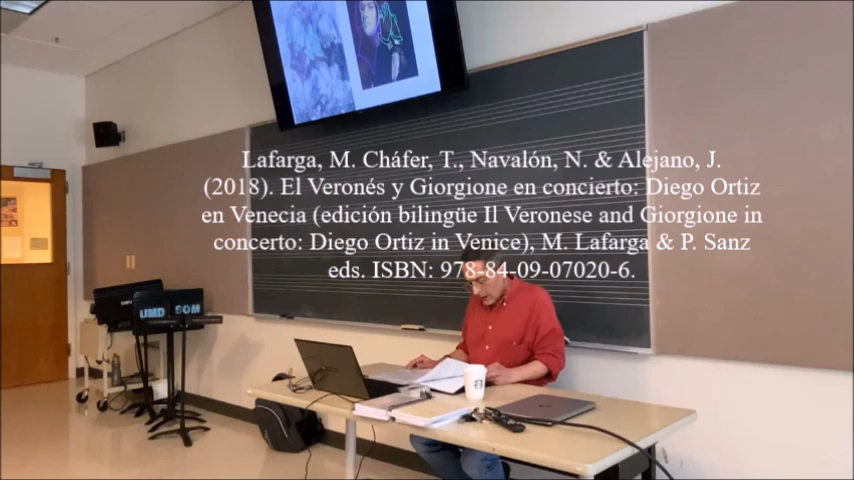 Lafarga, M. Cháfer, T., Navalón, N. & Alejano, J.
(2018). El Veronés y Giorgione en concierto: Diego Ortiz
en Venecia (edición bilingüe Il Veronese and Giorgione in
concerto: Diego Ortiz in Venice), M. Lafarga & P. Sanz
eds. ISBN: 978-84-09-07020-6.
UMD SOM